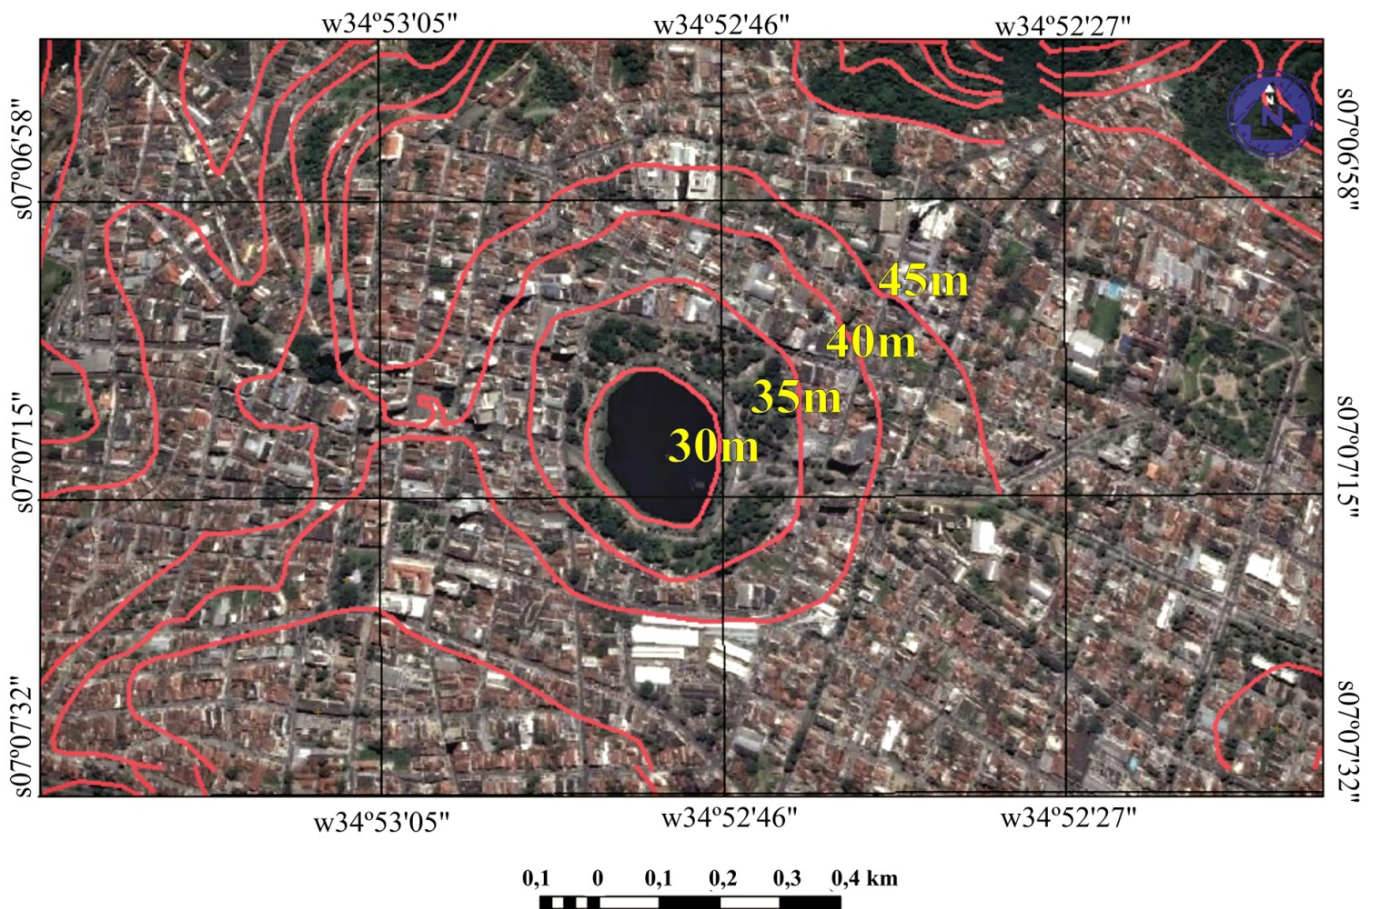 w34º53'05" w34º52'46" w34º52'27"
s07º06'58" s07º06'58"
N
45m
40m
35m
30m
s07º07'15" s07º07'15"
s07º07'32" s07º07'32"
w34º53'05" w34º52'46" w34º52'27"
0,1 0 0,1 0,2 0,3 0,4 km